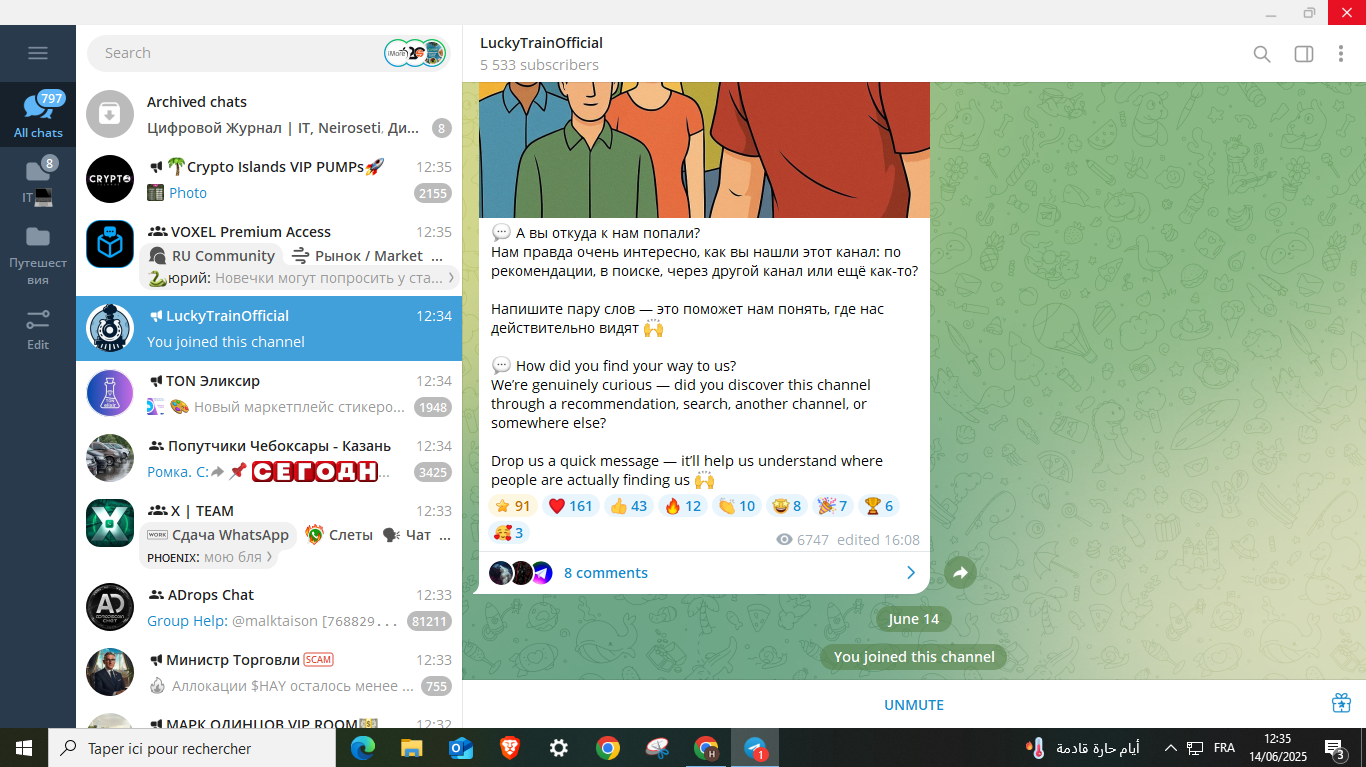 Search
iMore
Archived chats
Цифровой Журнал | IT, Neiroseti, Ди...
8
797
All chats
8
IT
Путешест
вия
Edit
CRYPTO
🌴Crypto Islands VIP PUMPs🚀
12:35
Photo
2155
VOXEL Premium Access
12:35
RU Community
Рынок / Market ...
🐍юрий: Новечки могут попросить у ста...
LuckyTrainOfficial
12:34
You joined this channel
TON Эликсир
12:34
🎨 Новый маркетплейс стикеро...
1948
Попутчики Чебоксары - Казань
12:34
Ромка. С: 📌 СЕГОДН...
3425
X | TEAM
12:33
WORK Сдача WhatsApp
Слеты
Чат ...
PHOENIX: мою бля
AD
ADrops Chat
12:33
Group Help: @malktaison [768829...
81211
Министр Торговли SCAM
12:33
Аллокации $HAY осталось менее ...
755
МАРК ОДИНЦОВ VIP ROOM💵
12:32
LuckyTrainOfficial
5 533 subscribers
💬 А вы откуда к нам попали?
Нам правда очень интересно, как вы нашли этот канал: по
рекомендации, в поиске, через другой канал или ещё как-то?
Напишите пару слов — это поможет нам понять, где нас
действительно видят 🙌
💬 How did you find your way to us?
We’re genuinely curious — did you discover this channel
through a recommendation, search, another channel, or
somewhere else?
Drop us a quick message — it’ll help us understand where
people are actually finding us 🙌
⭐ 91 ❤️ 161 👍 43 🔥 12 👏 10 🤩 8 🎉 7 🏆 6
🥰 3
6747 edited 16:08
8 comments
June 14
You joined this channel
UNMUTE
Taper ici pour rechercher
H
1
أيام حارة قادمة
FRA
12:35
14/06/2025
3